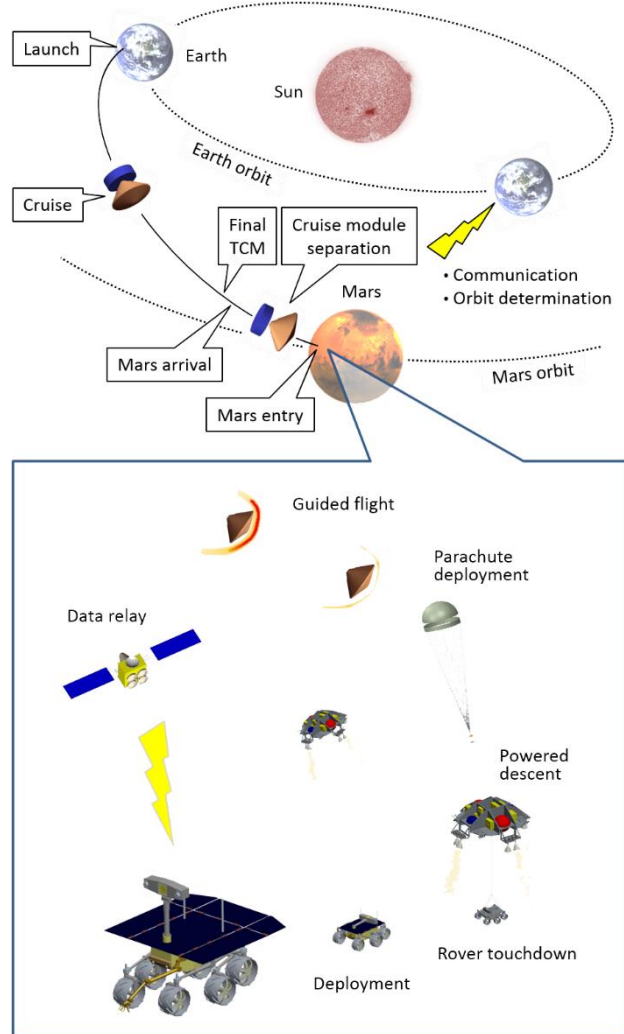 Launch
Earth
Sun
Earth orbit
Cruise
Final
TCM
Cruise module
separation
• Communication
• Orbit determination
Mars
Mars arrival
Mars orbit
Mars entry
Guided flight
Parachute
deployment
Data relay
Powered
descent
Rover touchdown
Deployment